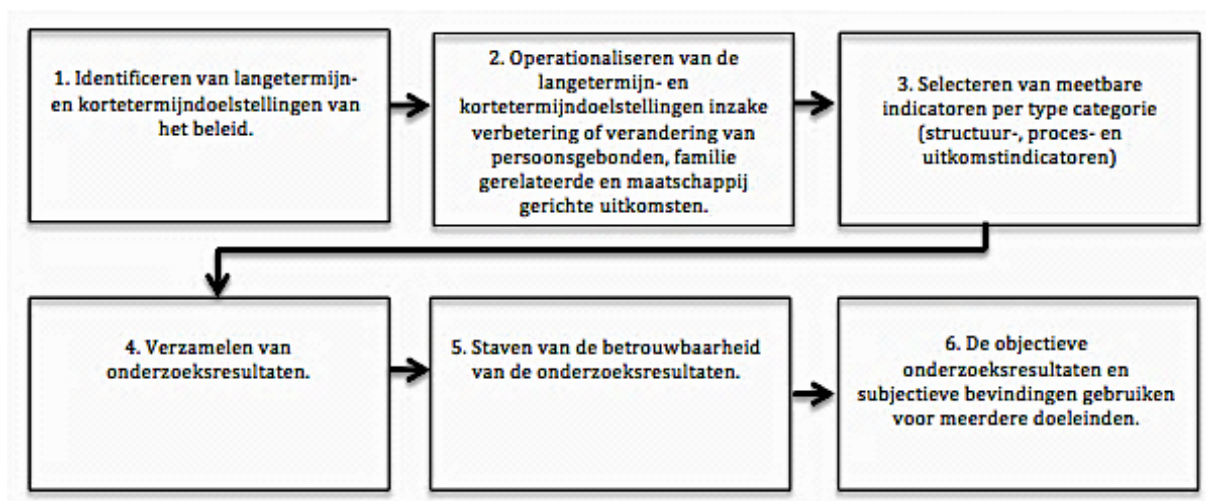 1. Identificeren van langetermijn-
en kortetermijndoelstellingen van
het beleid.
2. Operationaliseren van de
langetermijn- en
kortetermijndoelstellingen inzake
verbetering of verandering van
persoonsgebonden, familie
gerelateerde en maatschappij
gerichte uitkomsten.
3. Selecteren van meetbare
indicatoren per type categorie
(structuur-, proces- en
uitkomstindicatoren)
4. Verzamelen van
onderzoeksresultaten.
5. Staven van de betrouwbaarheid
van de onderzoeksresultaten.
6. De objectieve
onderzoeksresultaten en
subjectieve bevindingen gebruiken
voor meerdere doeleinden.